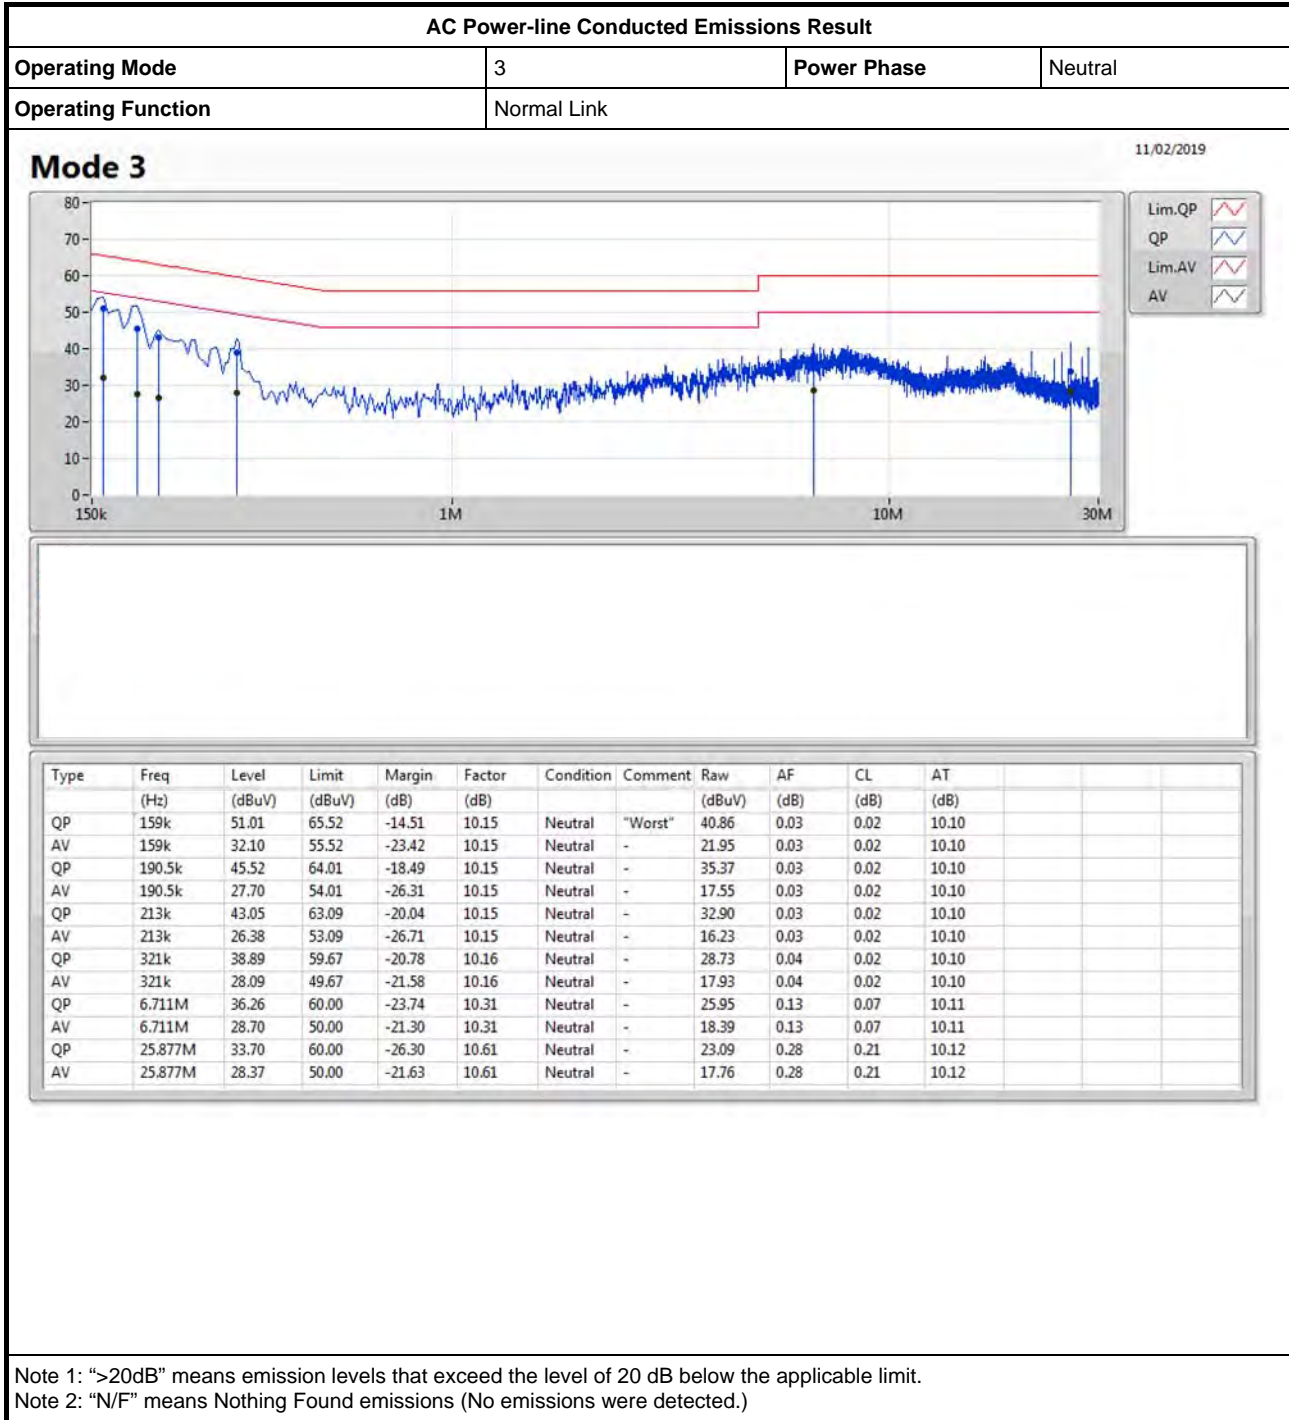 AC Power-line Conducted Emissions Result
Operating Mode 3 Power Phase Neutral
Operating Function Normal Link
11/02/2019
Mode 3
80
70
60
50
40
30
20
10
0
150k 1M 10M 30M
Lim.QP
QP
Lim.AV
AV
Type Freq Level Limit Margin Factor Condition Comment Raw AF CL AT
(Hz) (dBuV) (dBuV) (dB) (dB) (dBuV) (dB) (dB) (dB)
QP 159k 51.01 65.52 -14.51 10.15 Neutral "Worst" 40.86 0.03 0.02 10.10
AV 159k 32.10 55.52 -23.42 10.15 Neutral - 21.95 0.03 0.02 10.10
QP 190.5k 45.52 64.01 -18.49 10.15 Neutral - 35.37 0.03 0.02 10.10
AV 190.5k 27.70 54.01 -26.31 10.15 Neutral - 17.55 0.03 0.02 10.10
QP 213k 43.05 63.09 -20.04 10.15 Neutral - 32.90 0.03 0.02 10.10
AV 213k 26.38 53.09 -26.71 10.15 Neutral - 16.23 0.03 0.02 10.10
QP 321k 38.89 59.67 -20.78 10.16 Neutral - 28.73 0.04 0.02 10.10
AV 321k 28.09 49.67 -21.58 10.16 Neutral - 17.93 0.04 0.02 10.10
QP 6.711M 36.26 60.00 -23.74 10.31 Neutral - 25.95 0.13 0.07 10.11
AV 6.711M 28.70 50.00 -21.30 10.31 Neutral - 18.39 0.13 0.07 10.11
QP 25.877M 33.70 60.00 -26.30 10.61 Neutral - 23.09 0.28 0.21 10.12
AV 25.877M 28.37 50.00 -21.63 10.61 Neutral - 17.76 0.28 0.21 10.12
Note 1: “>20dB” means emission levels that exceed the level of 20 dB below the applicable limit.
Note 2: “N/F” means Nothing Found emissions (No emissions were detected.)